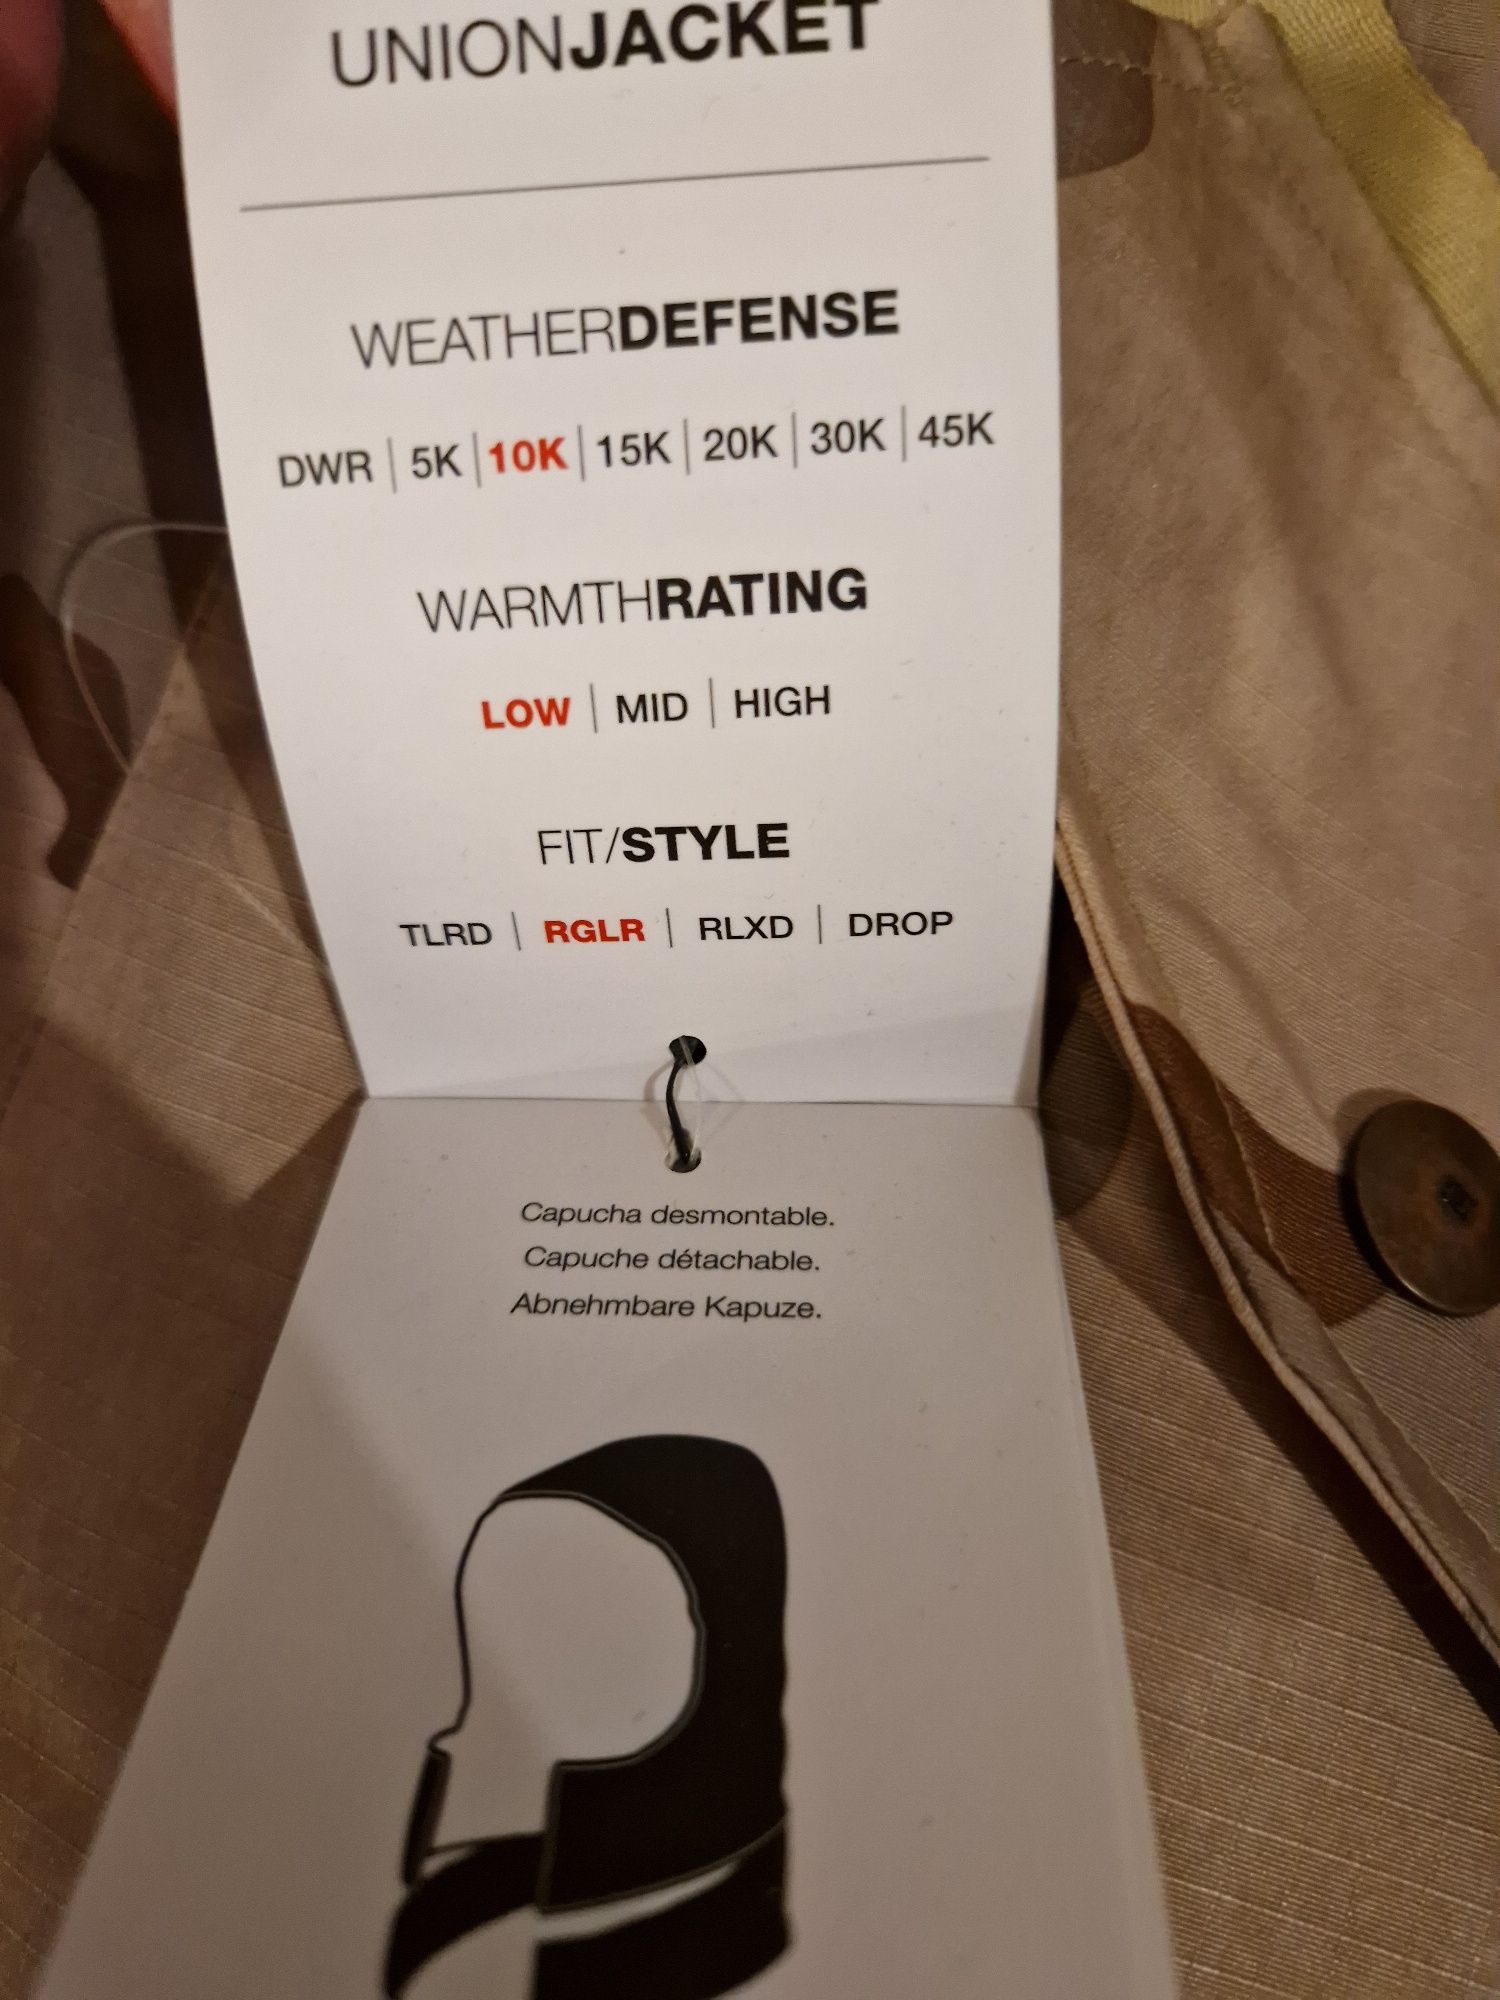 UNIONJACKET
WEATHERDEFENSE
DWR | 5K | 10K | 15K | 20K | 30K | 45K
WARMTHRATING
LOW | MID | HIGH
FIT/STYLE
TLRD | RGLR | RLXD | DROP
Capucha desmontable.
Capuche détachable.
Abnehmbare Kapuze.